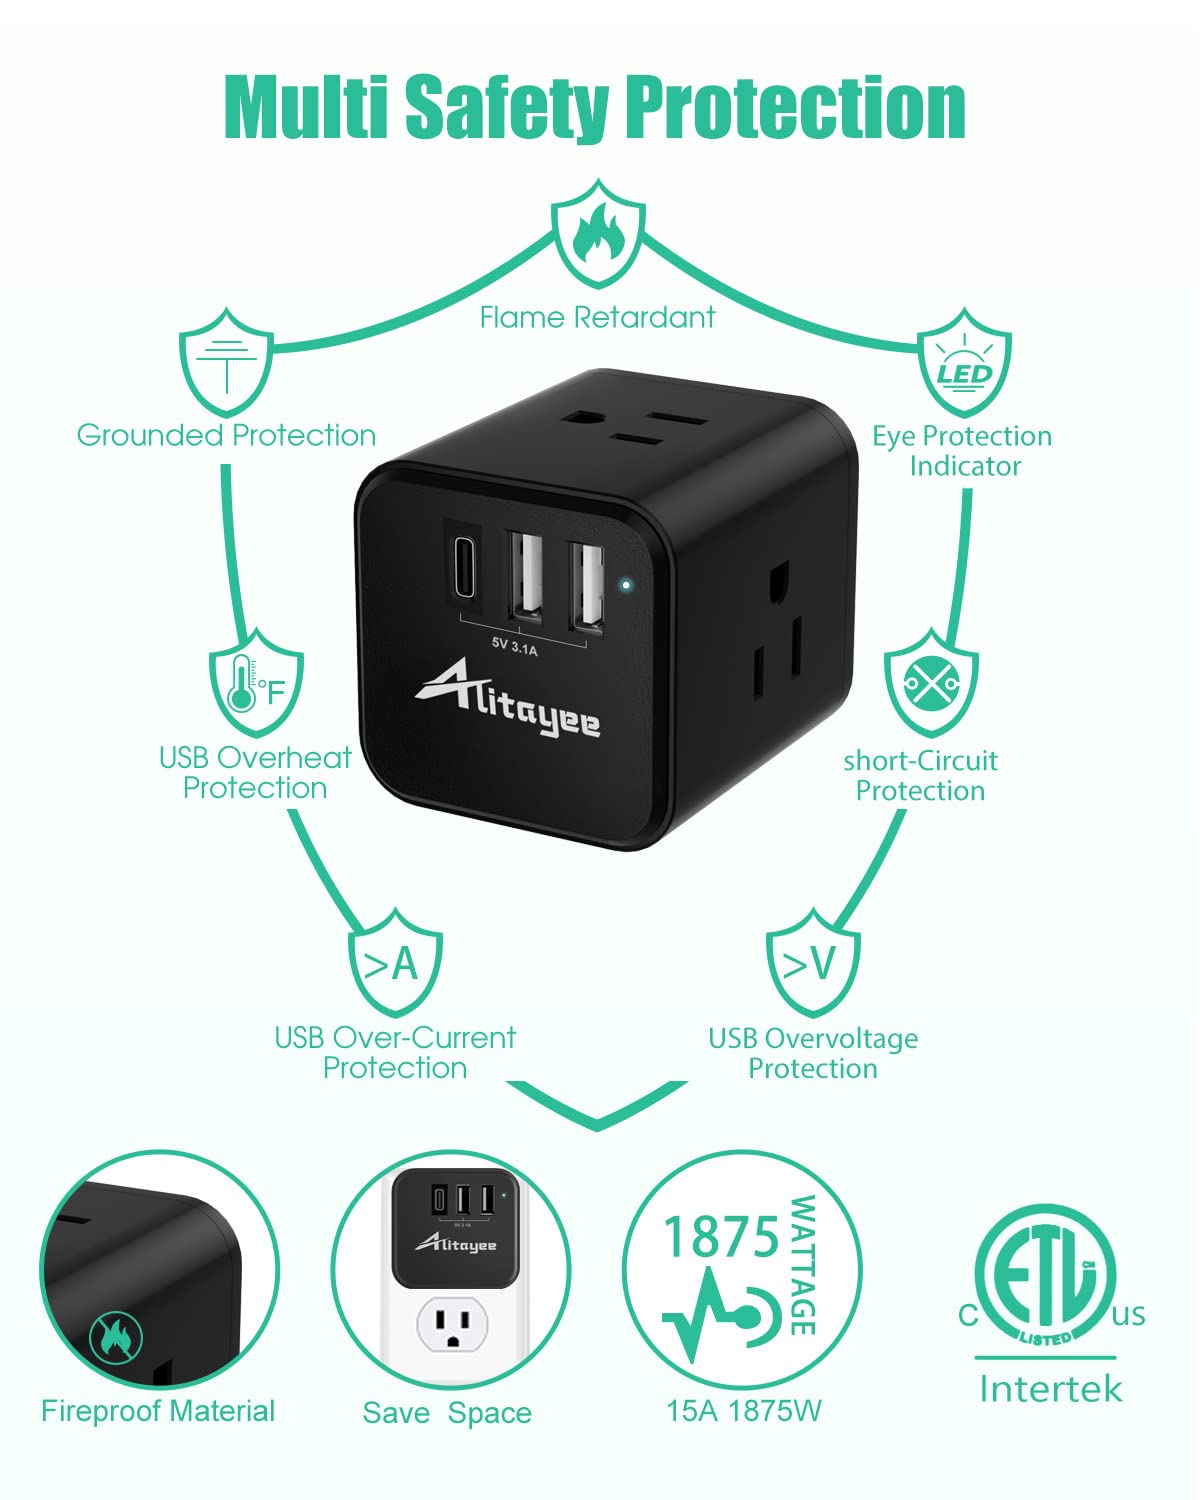 Multi Safety Protection
Flame Retardant
LED
Grounded Protection
Eye Protection
Indicator
5V 3.1A
Alitayee
°F
USB Overheat
Protection
short-Circuit
Protection
>A
>V
USB Over-Current
Protection
USB Overvoltage
Protection
5V 3.1A
Alitayee
1875
WATTAGE
ETL
LISTED
C
US
Intertek
Fireproof Material
Save Space
15A 1875W